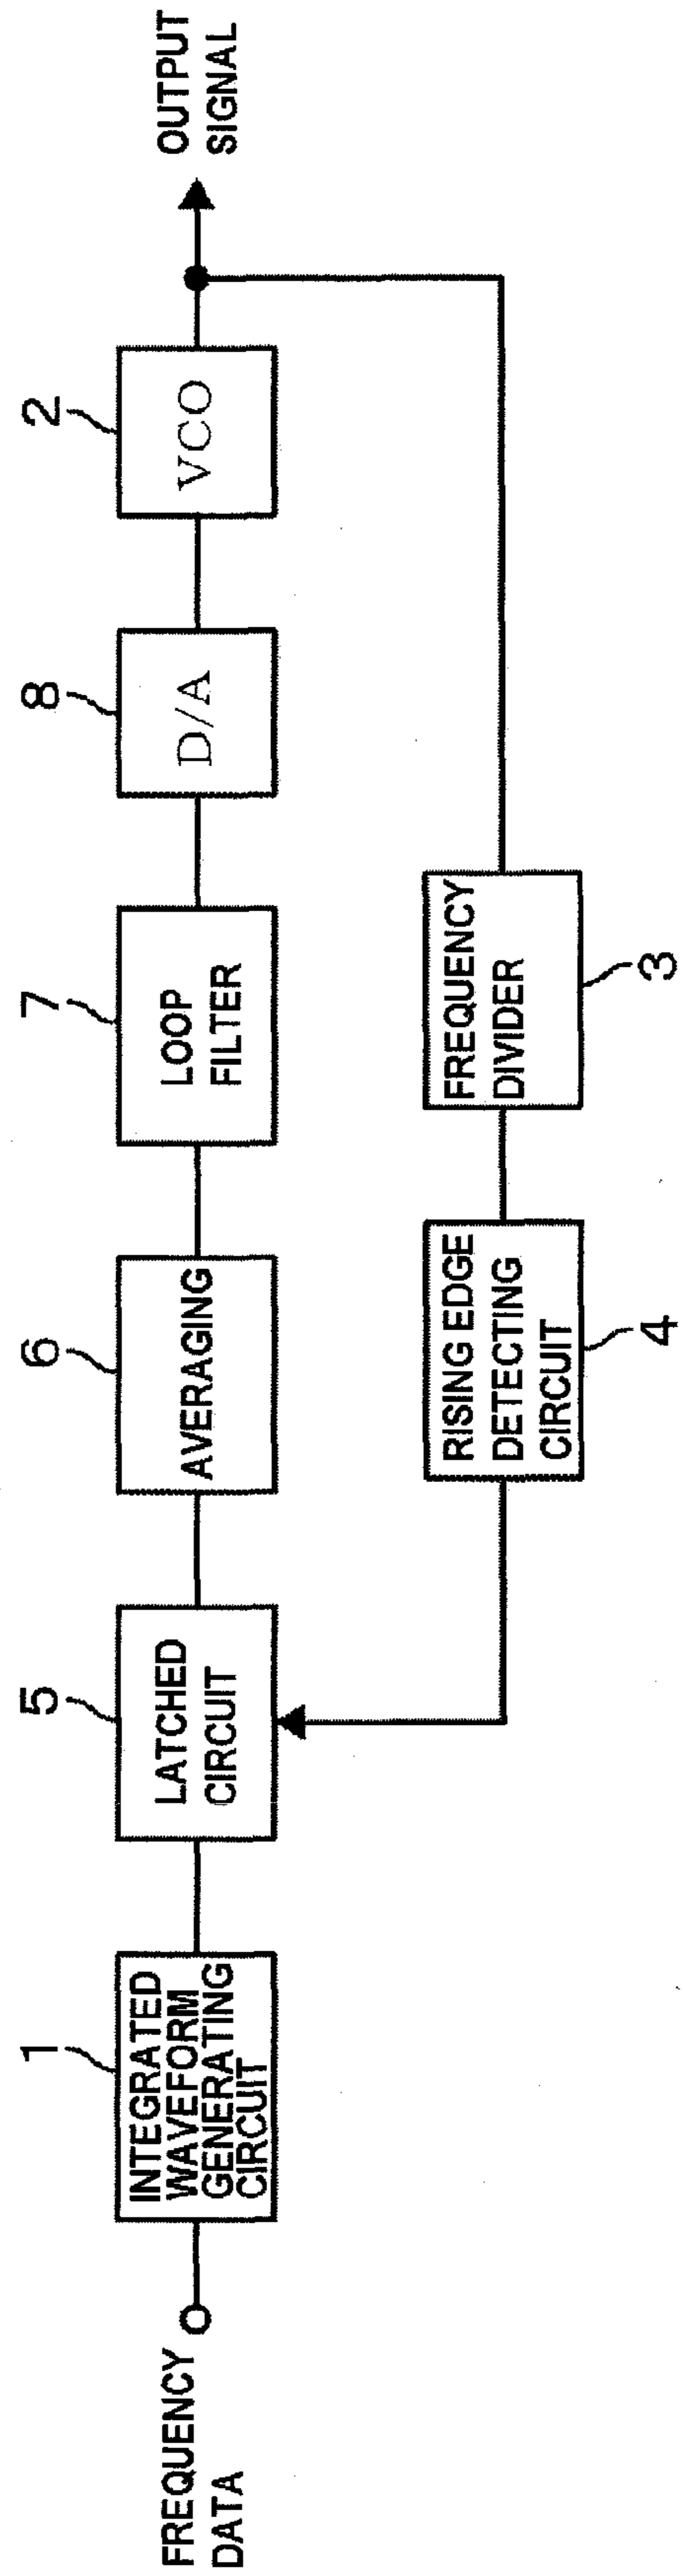 FREQUENCY
DATA
1
INTEGRATED
WAVEFORM
GENERATING
CIRCUIT
5
LATCHED
CIRCUIT
6
AVERAGING
7
LOOP
FILTER
8
D/A
2
VCO
OUTPUT
SIGNAL
RISING EDGE
DETECTING
CIRCUIT
4
FREQUENCY
DIVIDER
3